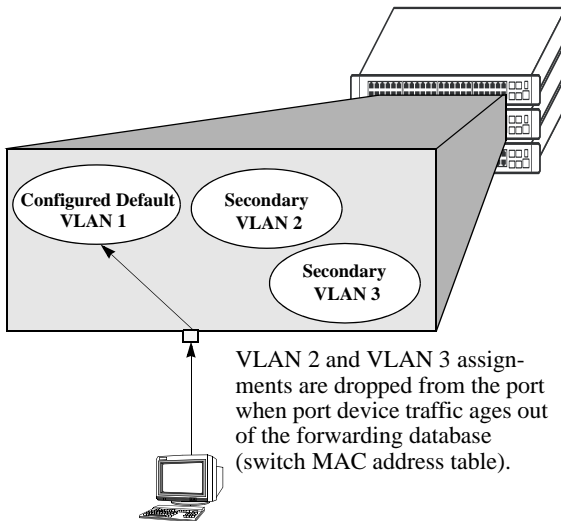 Configured Default
VLAN 1
Secondary
VLAN 2
Secondary
VLAN 3
VLAN 2 and VLAN 3 assign-
ments are dropped from the port
when port device traffic ages out
of the forwarding database
(switch MAC address table).